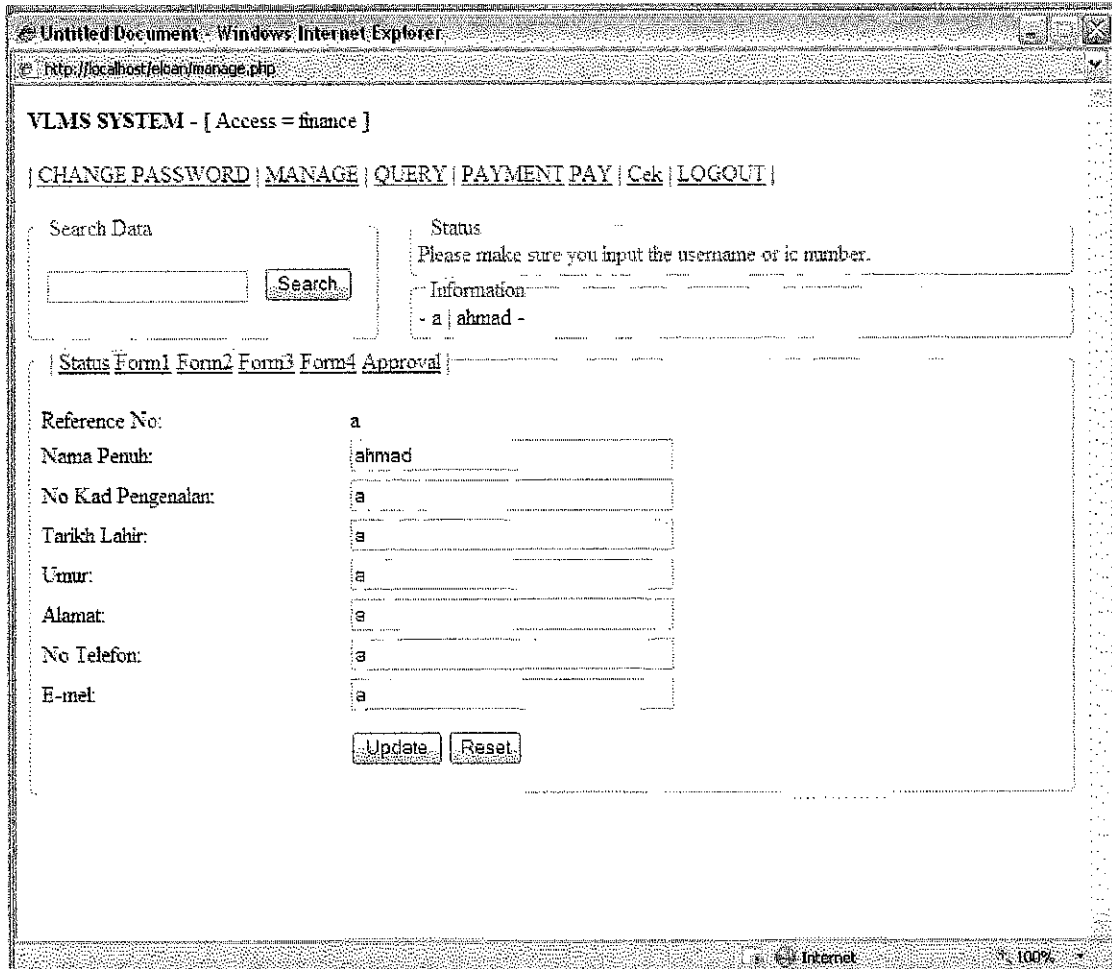 Untitled Document - Windows Internet Explorer
http://localhost/eloan/manage.php
VLMS SYSTEM - [ Access = finance ]
| CHANGE PASSWORD | MANAGE | QUERY | PAYMENT PAY | Cek | LOGOUT |
Search Data
Search
Status
Please make sure you input the username or ic number.
Information
- a | ahmad -
| Status Form1 Form2 Form3 Form4 Approval |
Reference No: a
Nama Penuh: ahmad
No Kad Pengenalan: a
Tarikh Lahir: a
Umur: a
Alamat: a
No Telefon: a
E-mel: a
Update Reset
Internet 100%